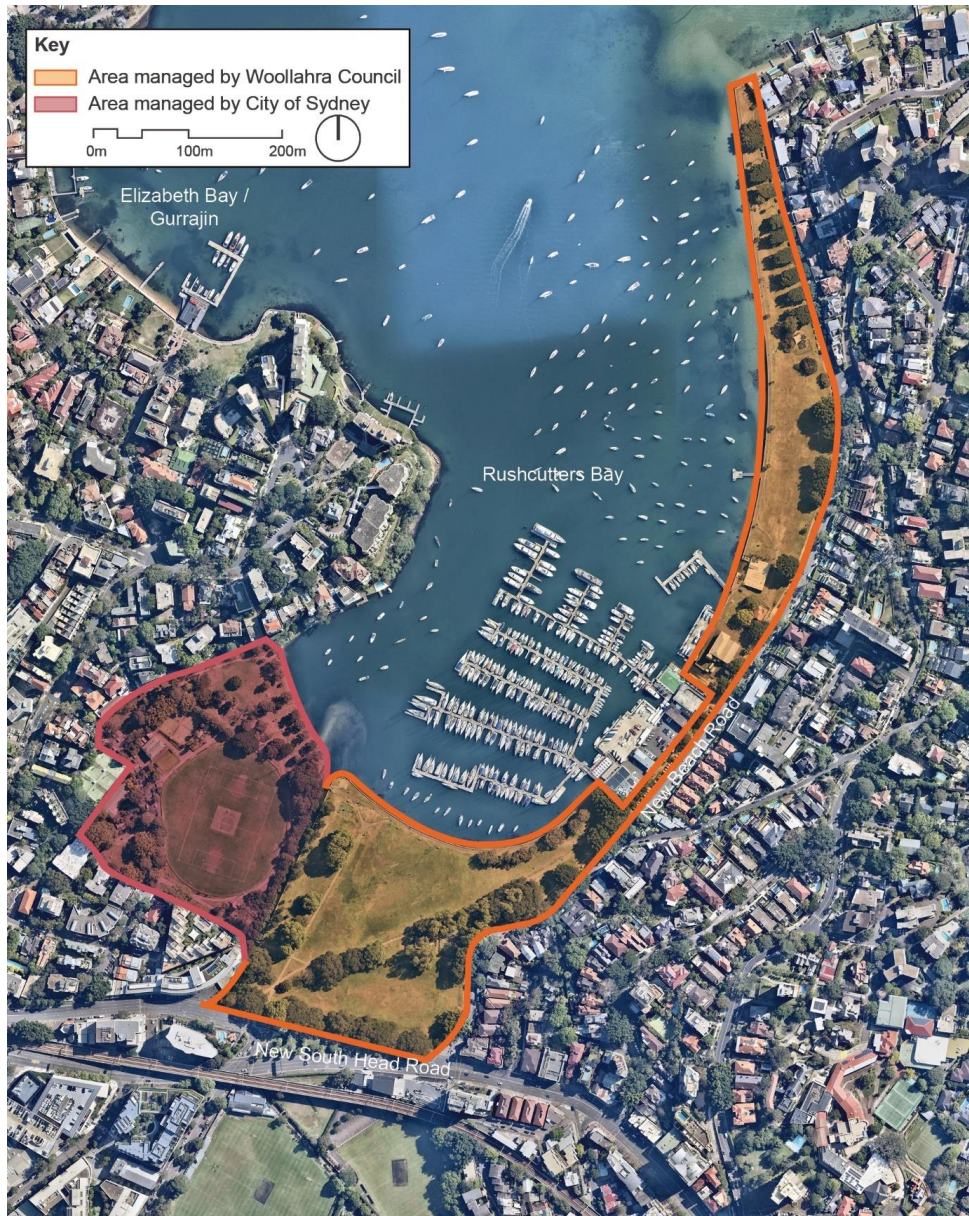 Key
Area managed by Woollahra Council
Area managed by City of Sydney
0m 100m 200m
Elizabeth Bay /
Gurrajin
Rushcutters Bay
New Beach Road
New South Head Road